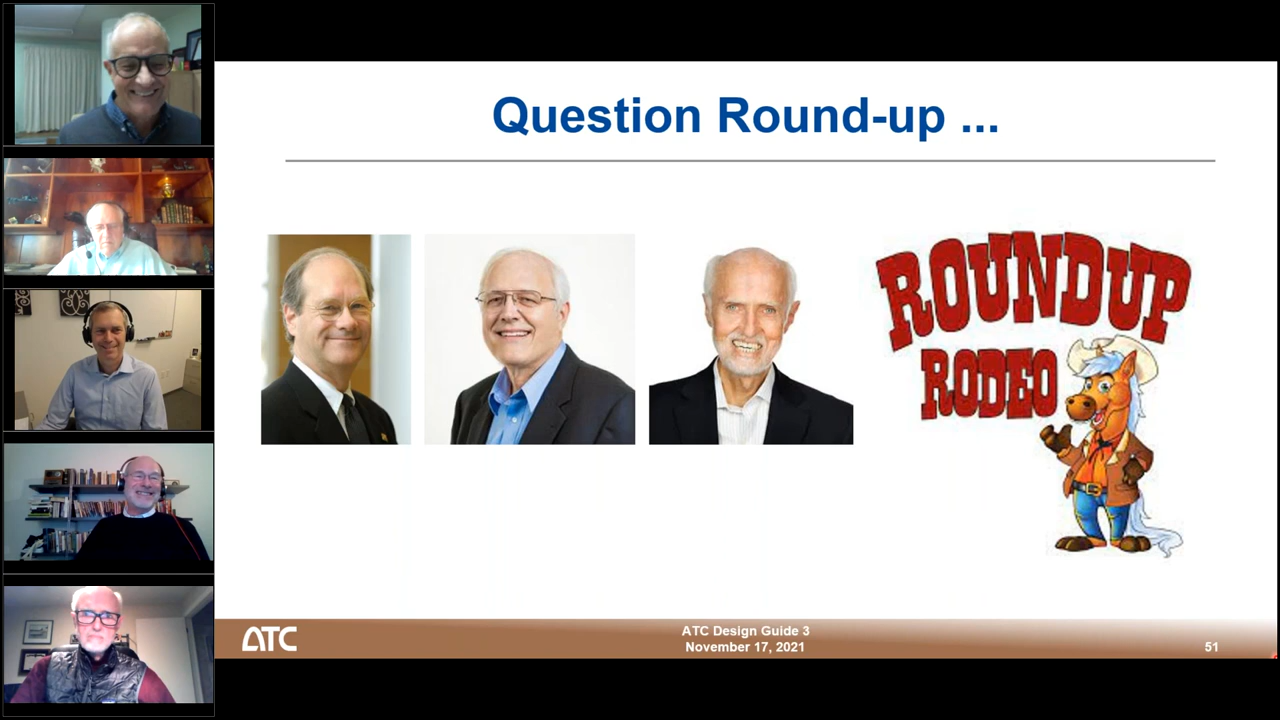 Question Round-up ...
ROUNDUP
RODEO
ATC
ATC Design Guide 3
November 17, 2021
51